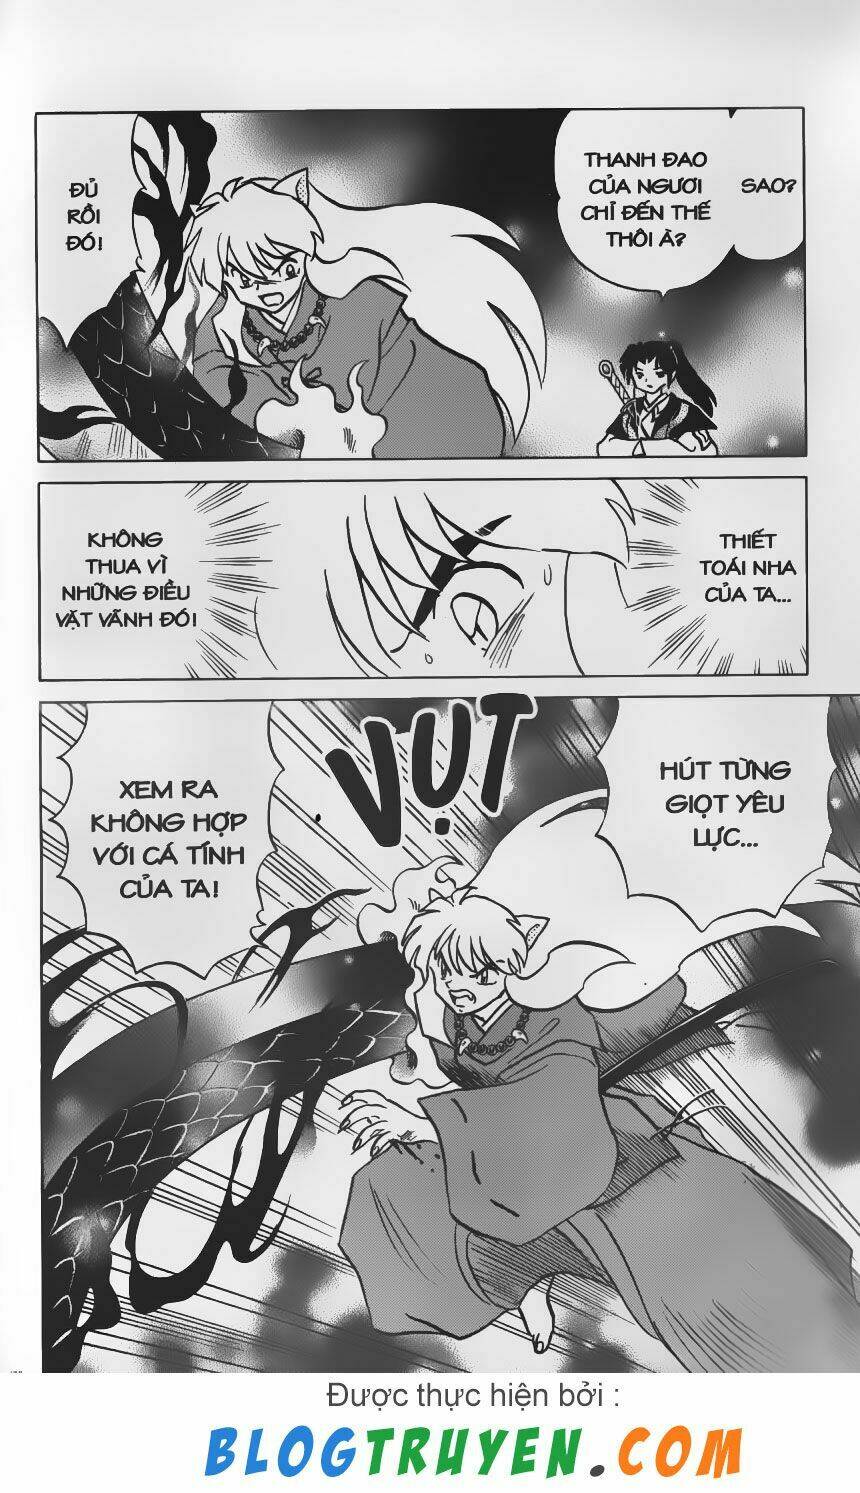 SAO?
THANH ĐAO
CỦA NGƯƠI
CHỈ ĐẾN THẾ
THÔI À?
ĐỦ
RỒI
ĐÓ!
THIẾT
TOÁI NHA
CỦA TA...
KHÔNG
THUA VÌ
NHỮNG ĐIỀU
VẶT VÃNH ĐÓ!
HÚT TỪNG
GIỌT YÊU
LỰC...
VỤT
XEM RA
KHÔNG HỢP
VỚI CÁ TÍNH
CỦA TA!
Được thực hiện bởi :
BLOGTRUYEN.COM